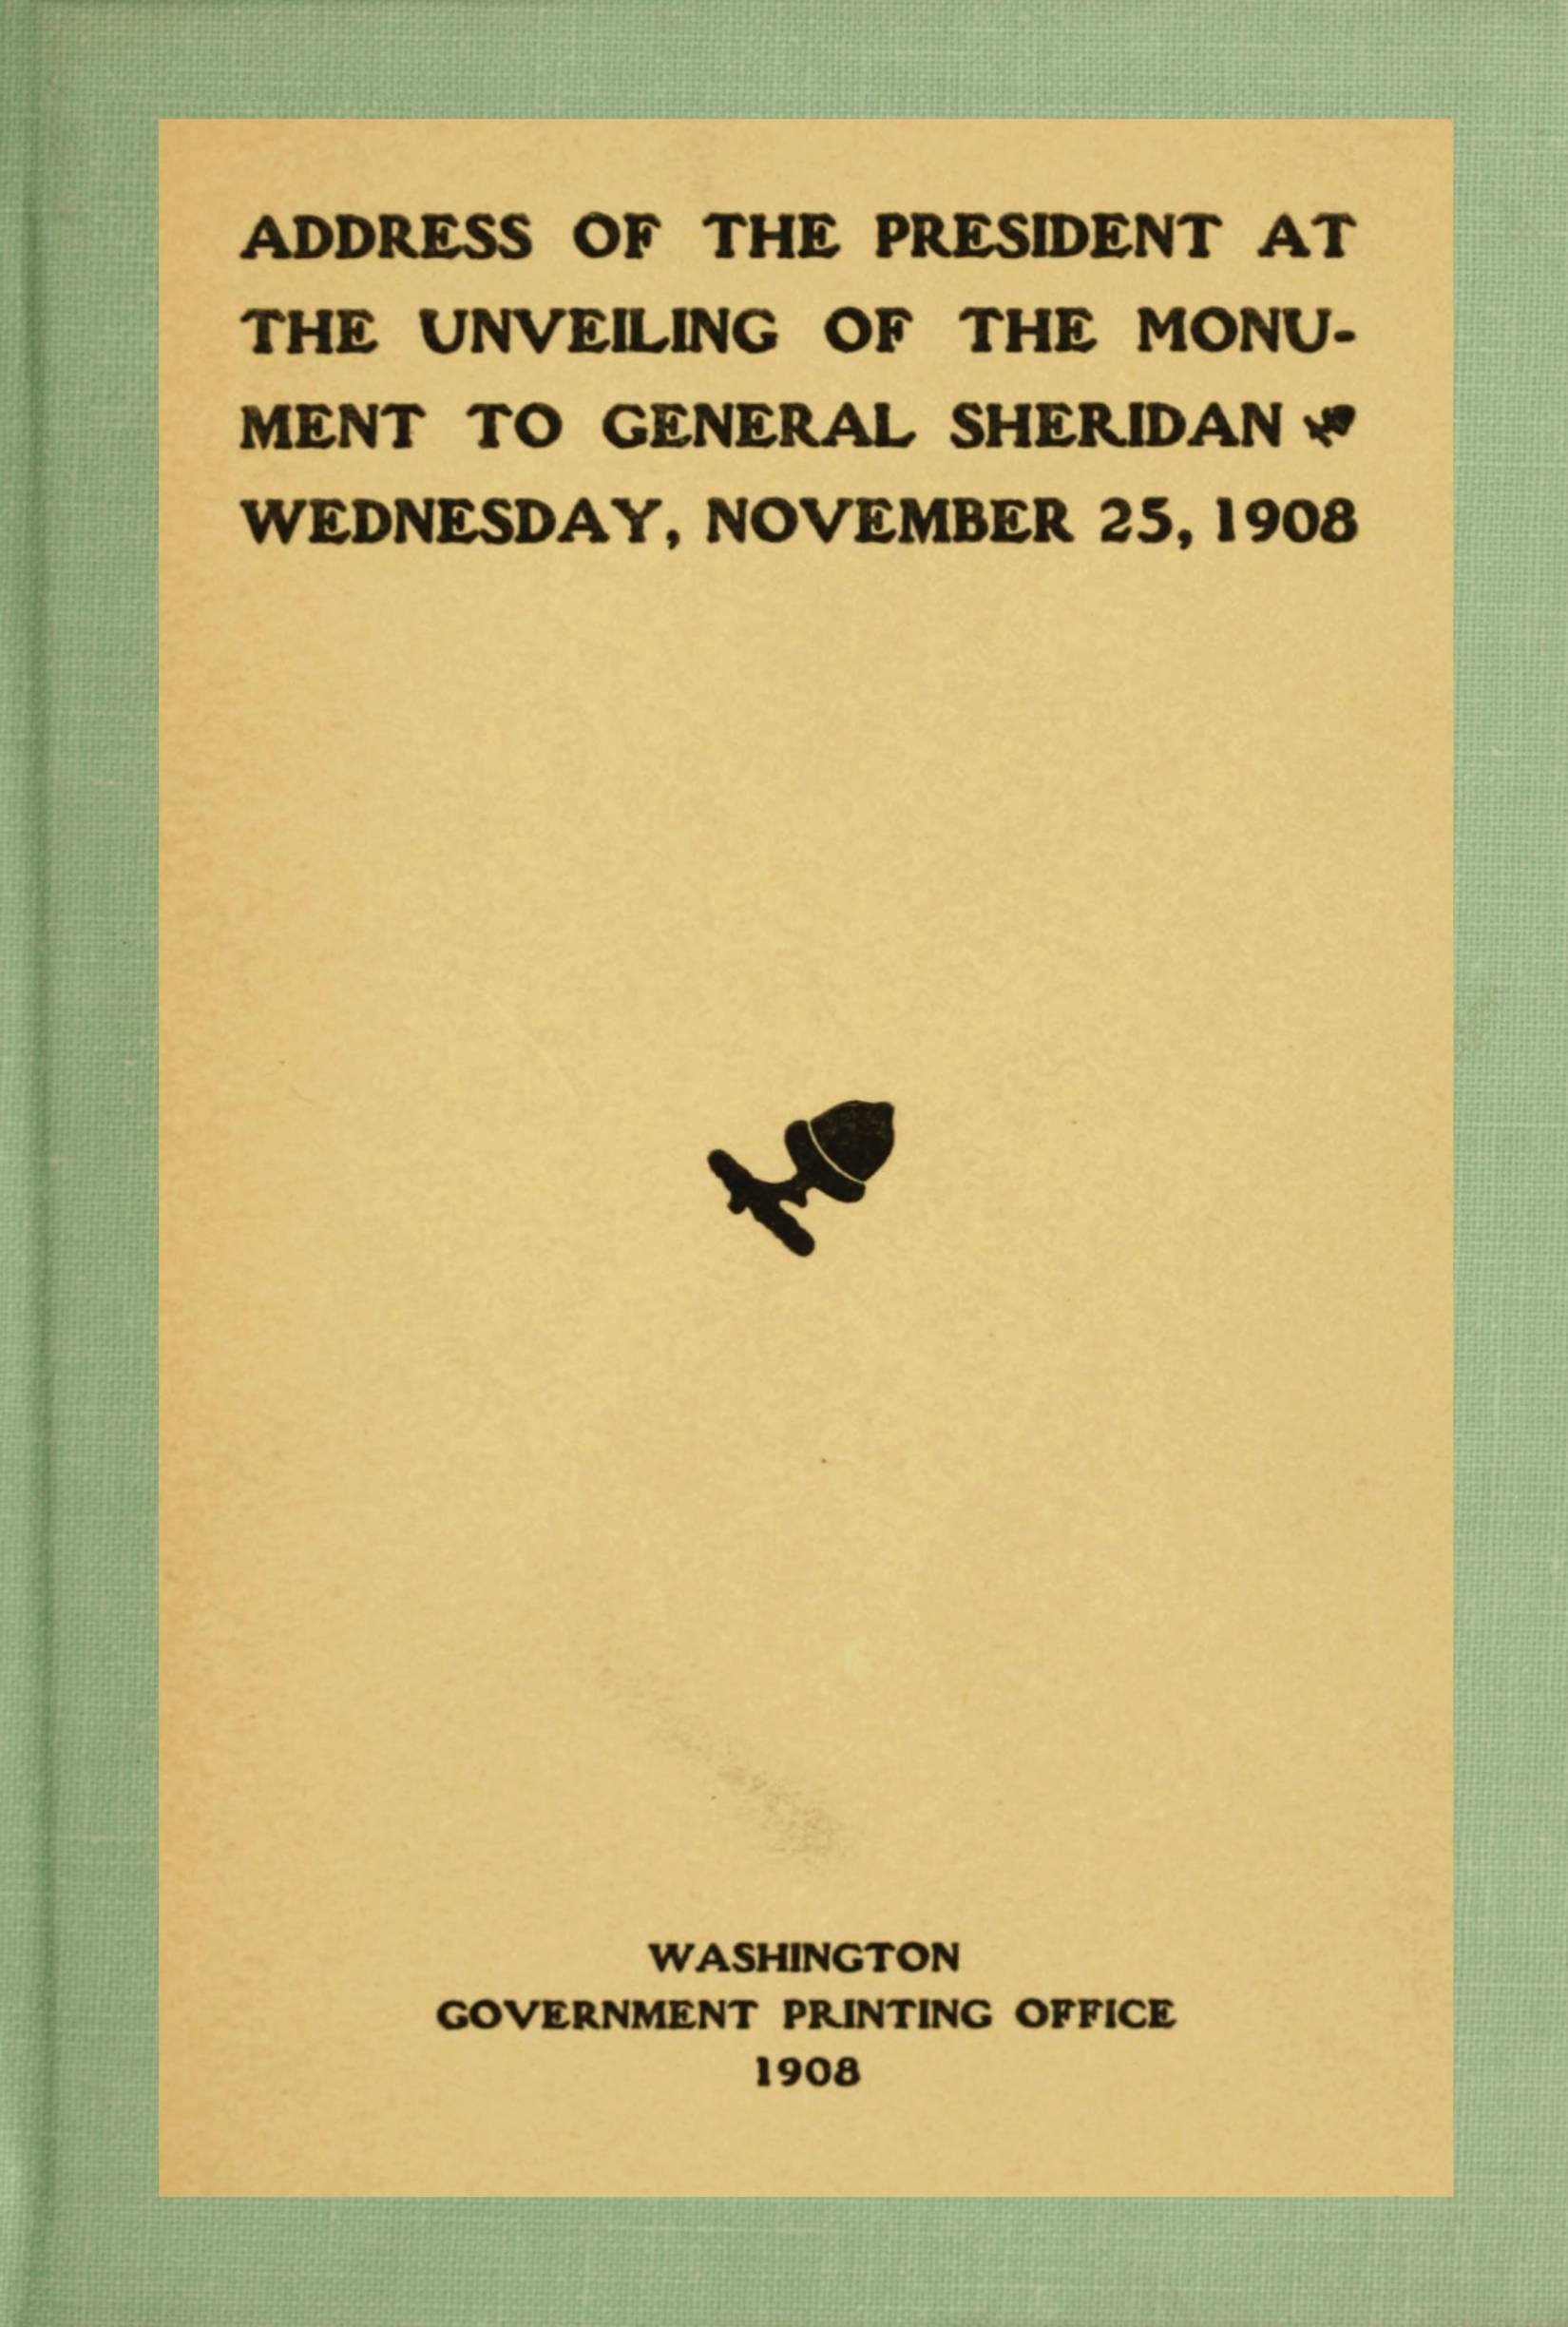 ADDRESS OF THE PRESIDENT AT
THE UNVEILING OF THE MONU-
MENT TO GENERAL SHERIDAN
WEDNESDAY, NOVEMBER 25, 1908
WASHINGTON
GOVERNMENT PRINTING OFFICE
1908